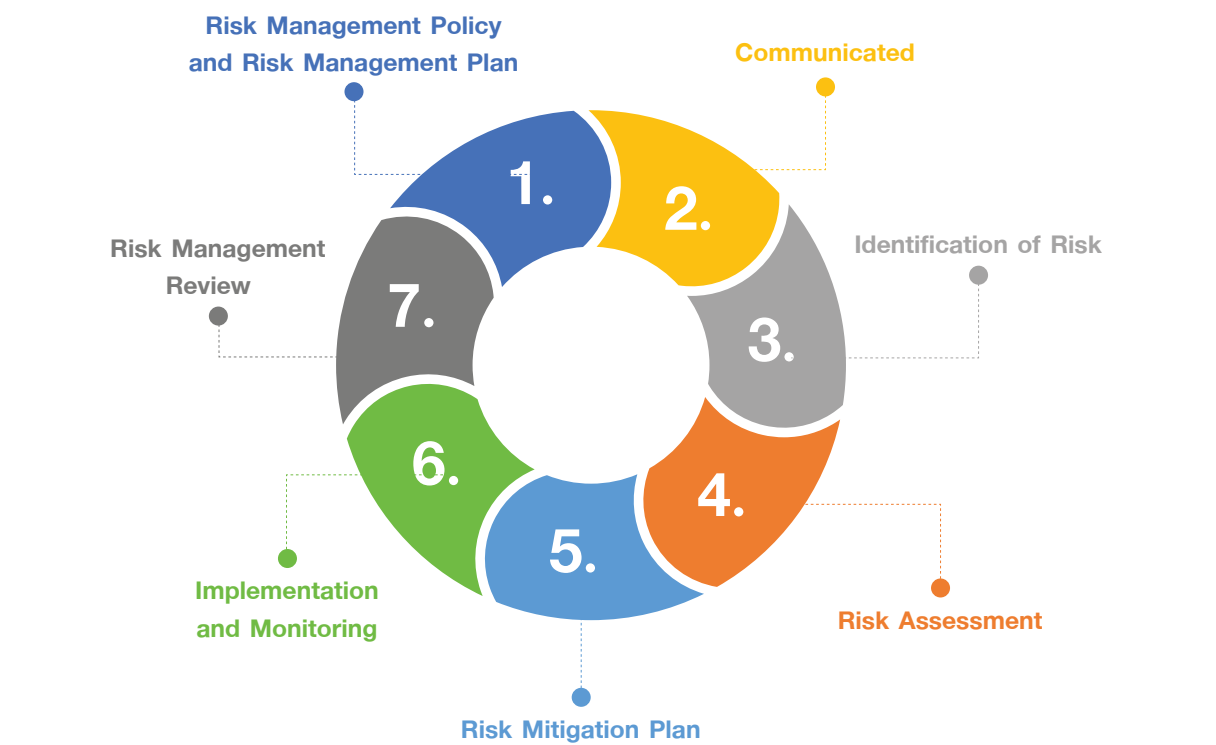 Risk Management Policy
and Risk Management Plan
1.
Communicated
2.
Identification of Risk
3.
Risk Assessment
4.
Risk Mitigation Plan
5.
Implementation
and Monitoring
6.
Risk Management
Review
7.